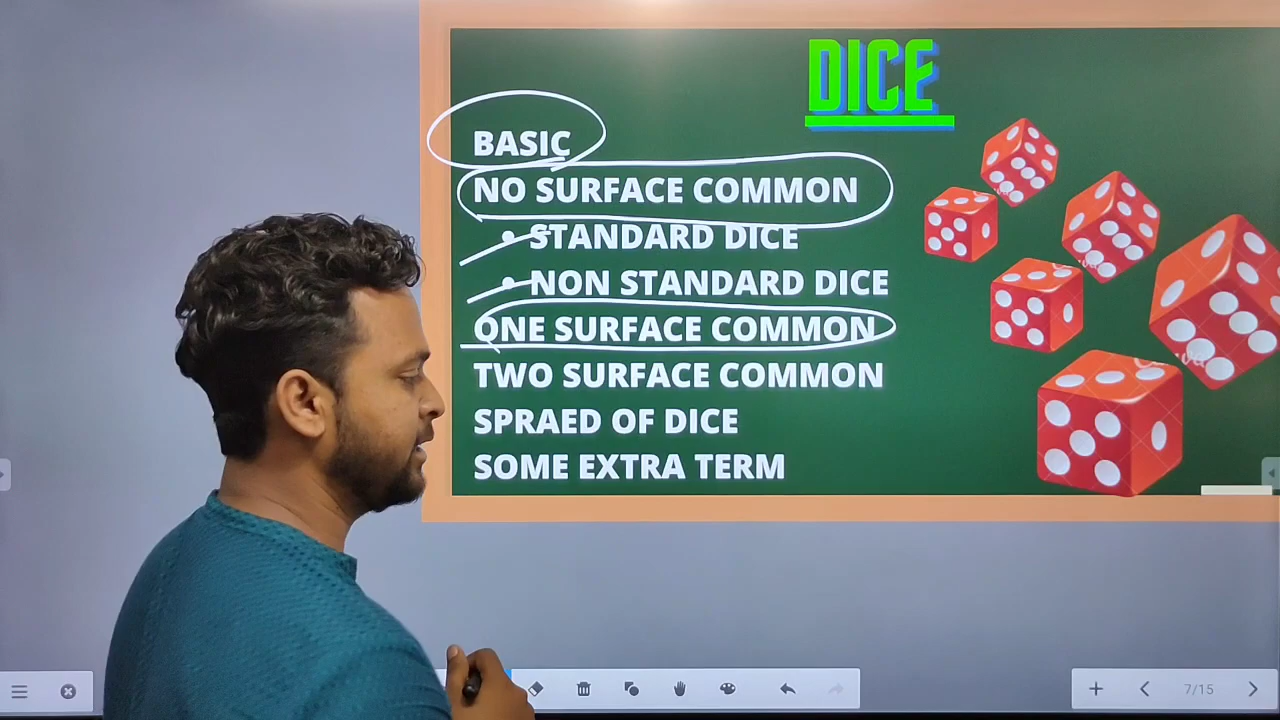 DICE
BASIC
NO SURFACE COMMON
• STANDARD DICE
• NON STANDARD DICE
ONE SURFACE COMMON
TWO SURFACE COMMON
SPRAED OF DICE
SOME EXTRA TERM
7/15